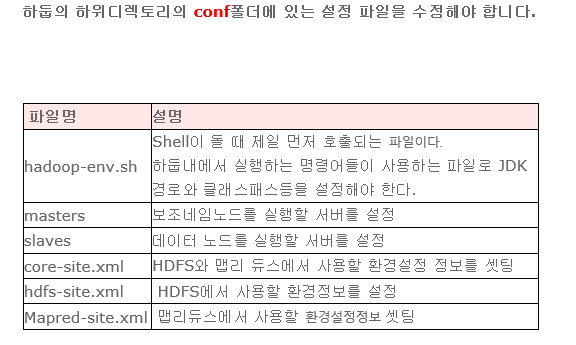 하둡의 하위디렉토리의 conf폴더에 있는 설정 파일을 수정해야 합니다.
파일명 설명
hadoop-env.sh Shell이 돌 때 제일 먼저 호출되는 파일이다.
하둡내에서 실행하는 명령어들이 사용하는 파일로 JDK
경로와 클래스패스등을 설정해야 한다.
masters 보조네임노드를 실행할 서버를 설정
slaves 데이터 노드를 실행할 서버를 설정
core-site.xml HDFS와 맵리 듀스에서 사용할 환경설정 정보를 셋팅
hdfs-site.xml HDFS에서 사용할 환경정보를 설정
Mapred-site.xml 맵리듀스에서 사용할 환경설정정보 셋팅